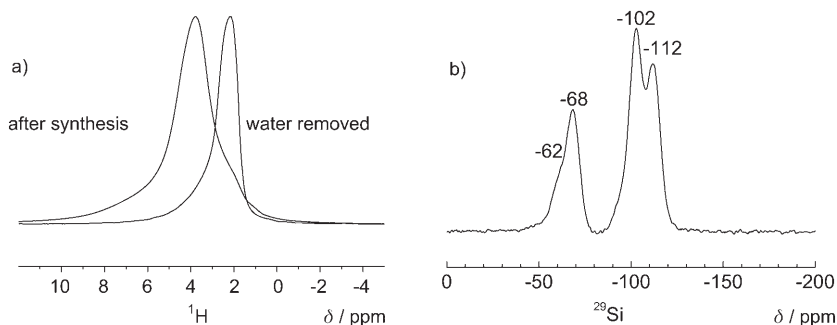 a)
after synthesis
water removed
10 8 6 4 2 0 -2 -4
¹H
δ / ppm
b)
-102
-112
-68
-62
0 -50 -100 -150 -200
²⁹Si
δ / ppm